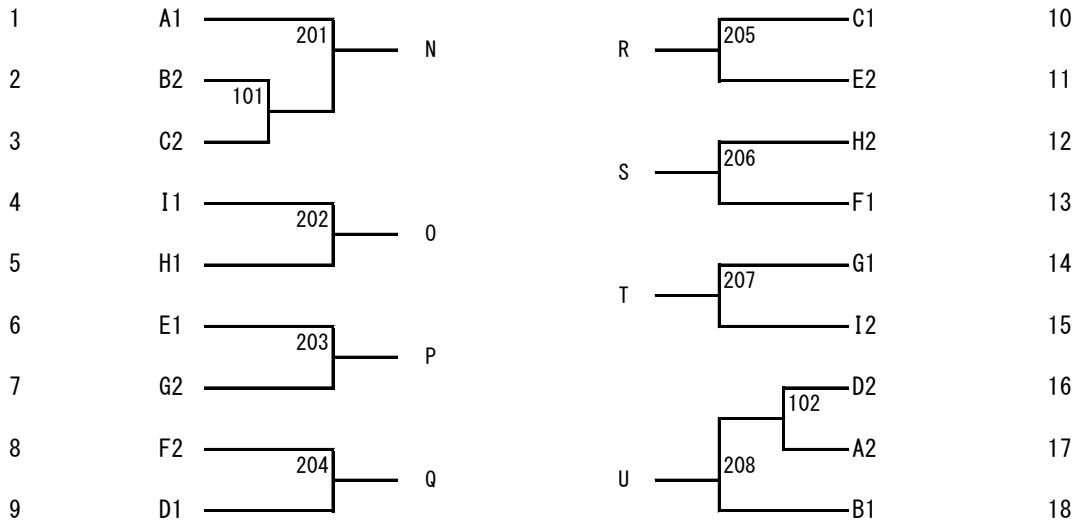 1 A1 C1 10
201 205
N R
2 B2 E2 11
101
3 C2 H2 12
206
S
4 I1 F1 13
202
O
5 H1 G1 14
207
T
6 E1 I2 15
203
P
7 G2 D2 16
102
8 F2 A2 17
204 208
Q U
9 D1 B1 18